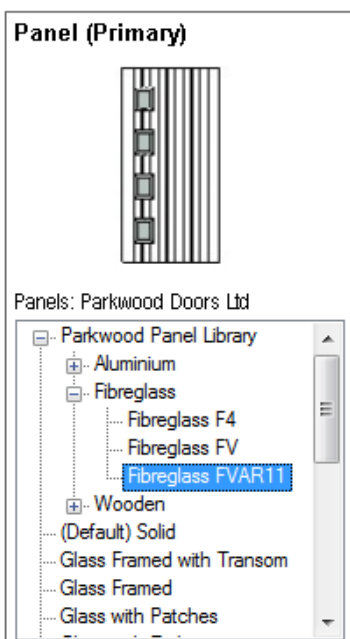 Panel (Primary)
Panels: Parkwood Doors Ltd
Parkwood Panel Library
Aluminium
Fibreglass
Fibreglass F4
Fibreglass FV
Fibreglass FVAR11
Wooden
(Default) Solid
Glass Framed with Transom
Glass Framed
Glass with Patches